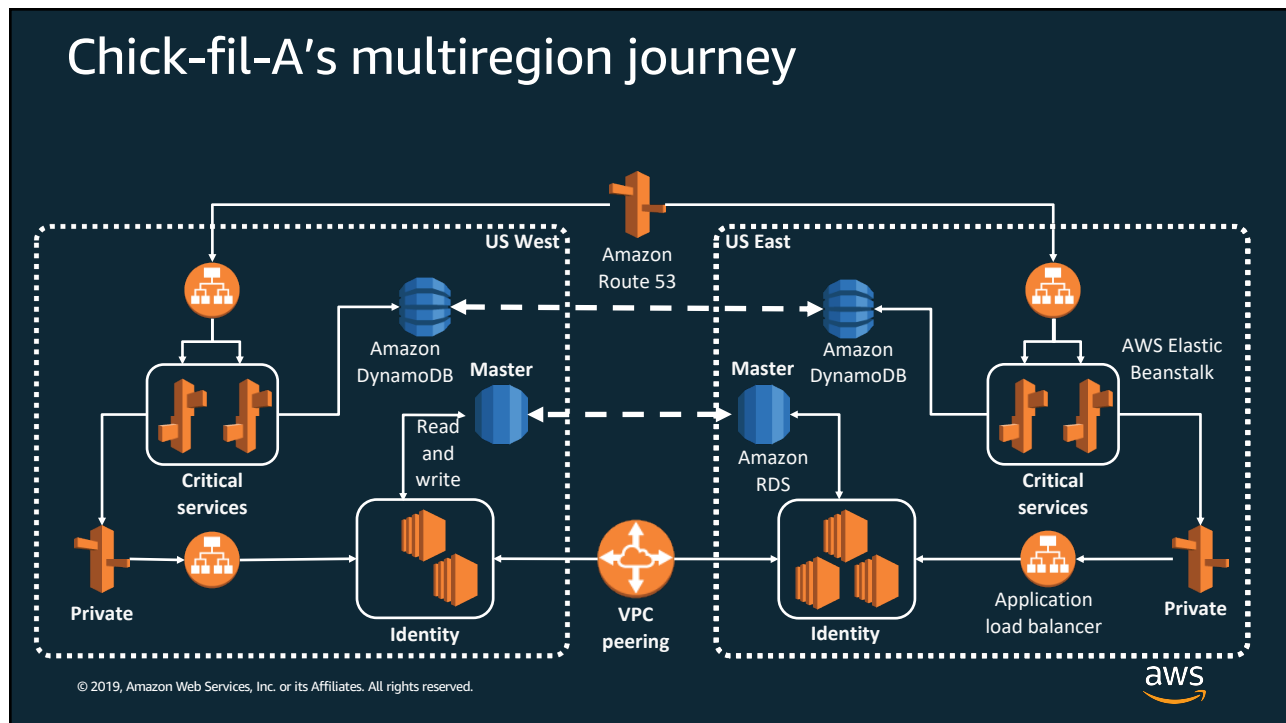 Chick-fil-A's multiregion journey
US West
Amazon
Route 53
US East
Amazon
DynamoDB
Master
Read
and
write
Critical
services
Private
Identity
VPC
peering
Master
Amazon
RDS
Amazon
DynamoDB
AWS Elastic
Beanstalk
Critical
services
Identity
Application
load balancer
Private
© 2019, Amazon Web Services, Inc. or its Affiliates. All rights reserved.
aws